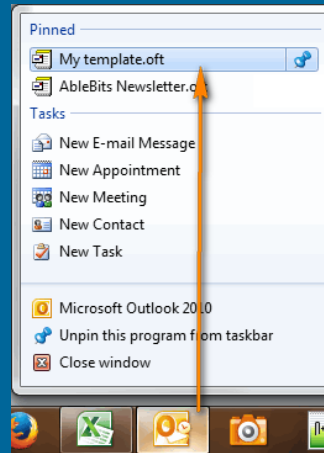 Pinned
My template.oft
AbleBits Newsletter.o
Tasks
New E-mail Message
New Appointment
New Meeting
New Contact
New Task
Microsoft Outlook 2010
Unpin this program from taskbar
Close window